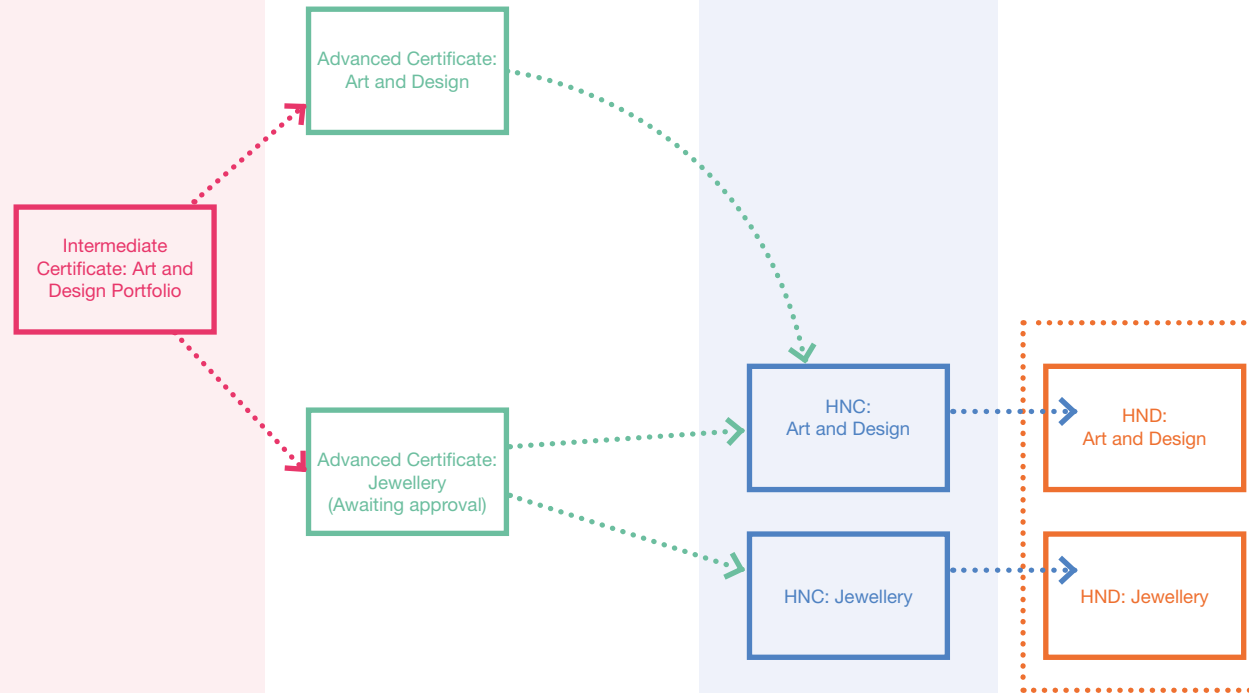 Advanced Certificate:
Art and Design
Intermediate
Certificate: Art and
Design Portfolio
Advanced Certificate:
Jewellery
(Awaiting approval)
HNC:
Art and Design
HND:
Art and Design
HNC: Jewellery
HND: Jewellery